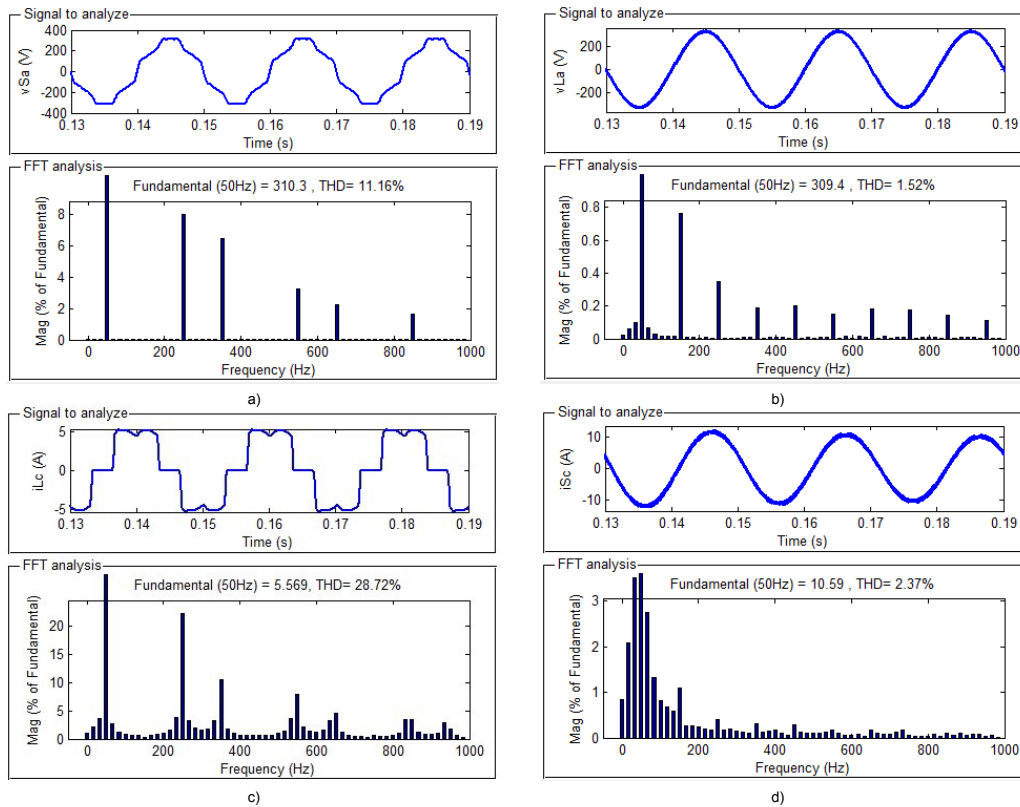 Signal to analyze
vSa (V)
400
200
0
-200
-400
0.13 0.14 0.15 0.16 0.17 0.18 0.19
Time (s)
FFT analysis
Fundamental (50Hz) = 310.3 , THD= 11.16%
Mag (% of Fundamental)
8
6
4
2
0
0 200 400 600 800 1000
Frequency (Hz)
a)
Signal to analyze
vLa (V)
200
0
-200
0.13 0.14 0.15 0.16 0.17 0.18 0.19
Time (s)
FFT analysis
Fundamental (50Hz) = 309.4 , THD= 1.52%
Mag (% of Fundamental)
0.8
0.6
0.4
0.2
0
0 200 400 600 800 1000
Frequency (Hz)
b)
Signal to analyze
iLc (A)
5
0
-5
0.13 0.14 0.15 0.16 0.17 0.18 0.19
Time (s)
FFT analysis
Fundamental (50Hz) = 5.569, THD= 28.72%
Mag (% of Fundamental)
20
15
10
5
0
0 200 400 600 800 1000
Frequency (Hz)
c)
Signal to analyze
iSc (A)
10
0
-10
0.13 0.14 0.15 0.16 0.17 0.18 0.19
Time (s)
FFT analysis
Fundamental (50Hz) = 10.59 , THD= 2.37%
Mag (% of Fundamental)
3
2
1
0
0 200 400 600 800 1000
Frequency (Hz)
d)